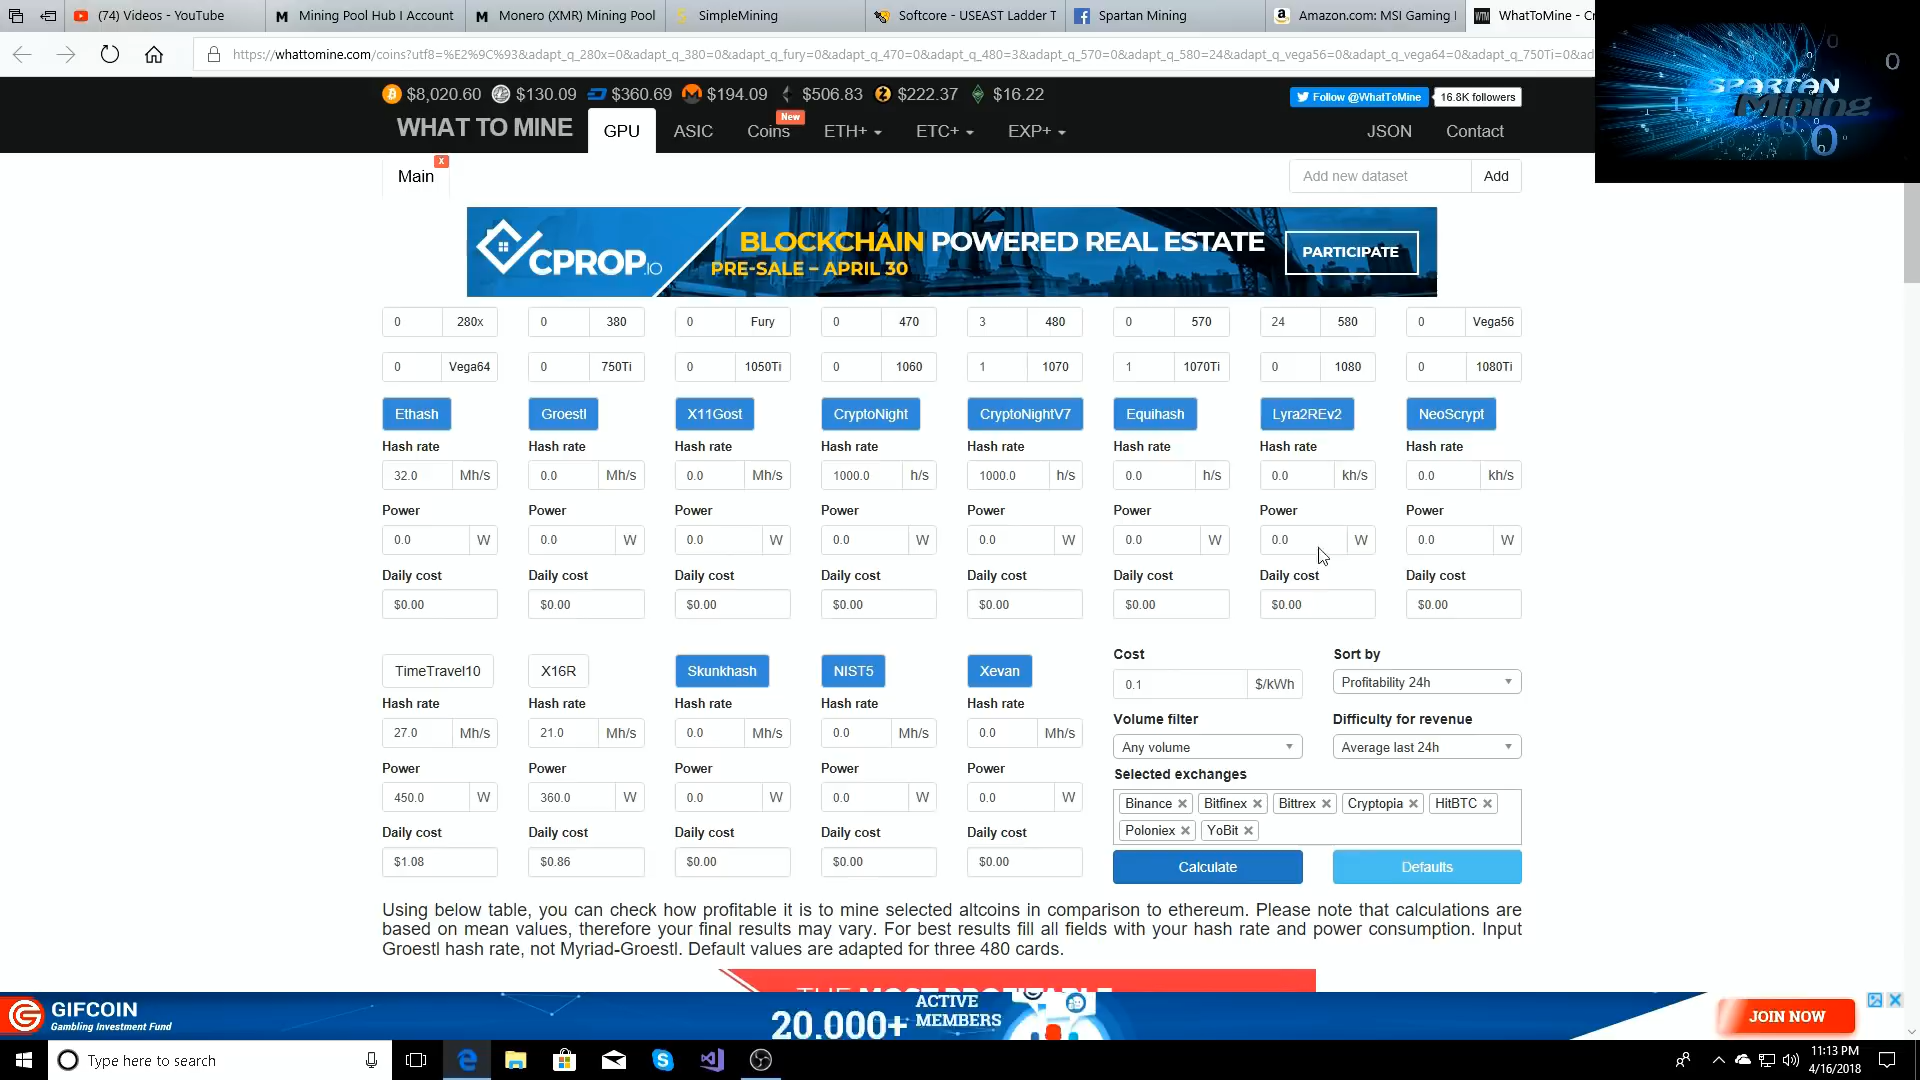 (74) Videos - YouTube
Mining Pool Hub I Account
Monero (XMR) Mining Pool
SimpleMining
Softcore - USEAST Ladder T
Spartan Mining
Amazon.com: MSI Gaming
WhatToMine - Cr
https://whattomine.com/coins?utf8=%E2%9C%93&adapt_q_280x=0&adapt_q_380=0&adapt_q_fury=0&adapt_q_470=0&adapt_q_480=3&adapt_q_570=0&adapt_q_580=24&adapt_q_vega56=0&adapt_q_vega64=0&adapt_q_750Ti=0&ad
SPARTAN
Mining
$8,020.60 $130.09 $360.69 $194.09 $506.83 $222.37 $16.22
Follow @WhatToMine 16.8K followers
WHAT TO MINE GPU ASIC Coins New ETH+ ETC+ EXP+ JSON Contact
Main x
Add new dataset Add
CPROP.IO
BLOCKCHAIN POWERED REAL ESTATE
PRE-SALE – APRIL 30
PARTICIPATE
0 280x 0 380 0 Fury 0 470 3 480 0 570 24 580 0 Vega56
0 Vega64 0 750Ti 0 1050Ti 0 1060 1 1070 1 1070Ti 0 1080 0 1080Ti
Ethash Groestl X11Gost CryptoNight CryptoNightV7 Equihash Lyra2REv2 NeoScrypt
Hash rate Hash rate Hash rate Hash rate Hash rate Hash rate Hash rate Hash rate
32.0 Mh/s 0.0 Mh/s 0.0 Mh/s 1000.0 h/s 1000.0 h/s 0.0 h/s 0.0 kh/s 0.0 kh/s
Power Power Power Power Power Power Power Power
0.0 W 0.0 W 0.0 W 0.0 W 0.0 W 0.0 W 0.0 W 0.0 W
Daily cost Daily cost Daily cost Daily cost Daily cost Daily cost Daily cost Daily cost
$0.00 $0.00 $0.00 $0.00 $0.00 $0.00 $0.00 $0.00
TimeTravel10 X16R Skunkhash NIST5 Xevan
Hash rate Hash rate Hash rate Hash rate Hash rate
27.0 Mh/s 21.0 Mh/s 0.0 Mh/s 0.0 Mh/s 0.0 Mh/s
Power Power Power Power Power
450.0 W 360.0 W 0.0 W 0.0 W 0.0 W
Daily cost Daily cost Daily cost Daily cost Daily cost
$1.08 $0.86 $0.00 $0.00 $0.00
Cost Sort by
0.1 $/kWh Profitability 24h
Volume filter Difficulty for revenue
Any volume Average last 24h
Selected exchanges
Binance Bitfinex Bittrex Cryptopia HitBTC
Poloniex YoBit
Calculate Defaults
Using below table, you can check how profitable it is to mine selected altcoins in comparison to ethereum. Please note that calculations are
based on mean values, therefore your final results may vary. For best results fill all fields with your hash rate and power consumption. Input
Groestl hash rate, not Myriad-Groestl. Default values are adapted for three 480 cards.
THE MOST PROFITABLE
GIFCOIN
Gambling Investment Fund
20.000+ ACTIVE
MEMBERS
JOIN NOW
Type here to search
11:13 PM
4/16/2018